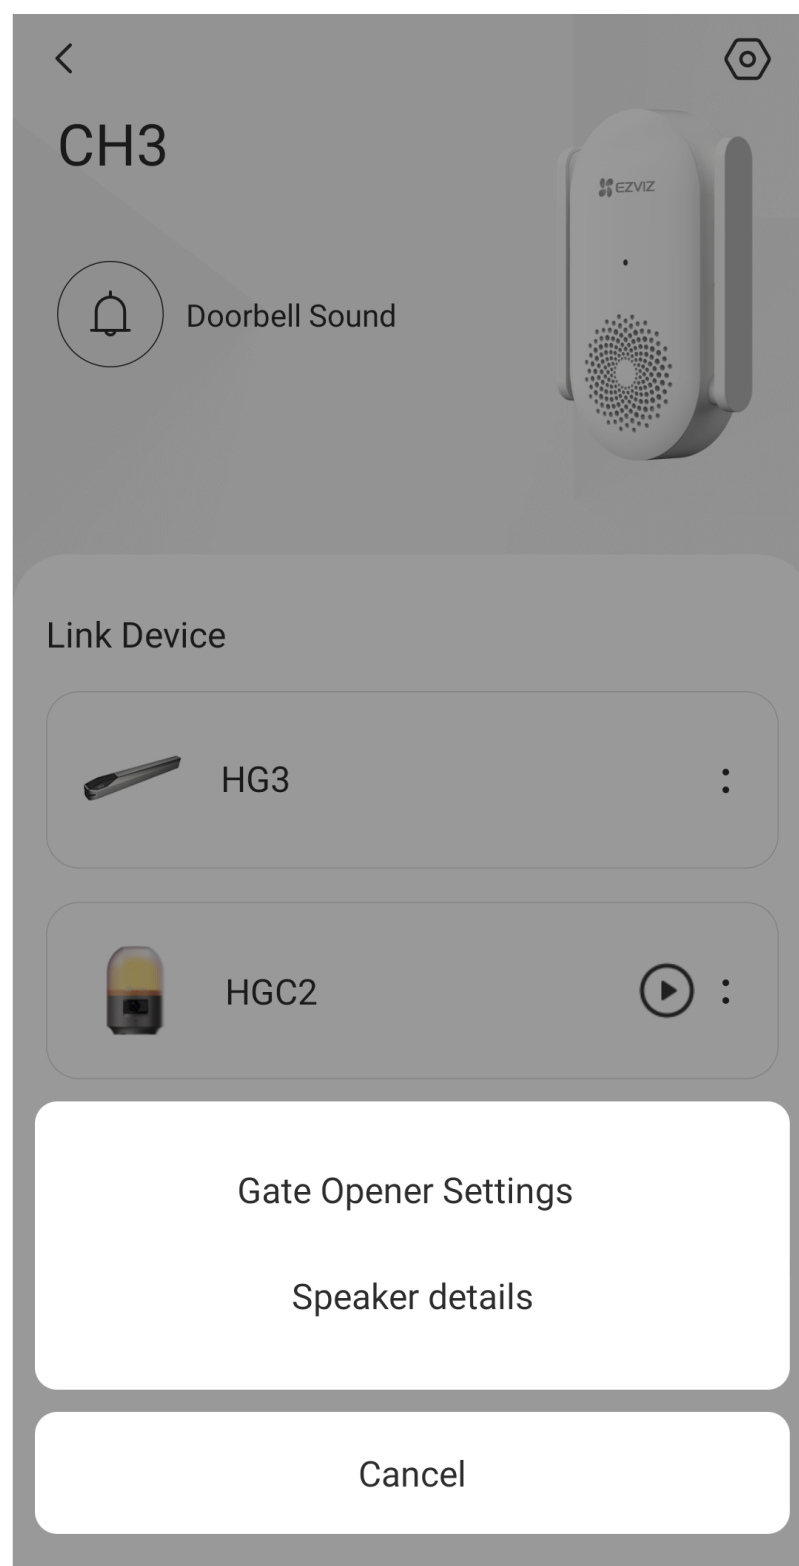 CH3
EZVIZ
Doorbell Sound
Link Device
HG3
HGC2
Gate Opener Settings
Speaker details
Cancel